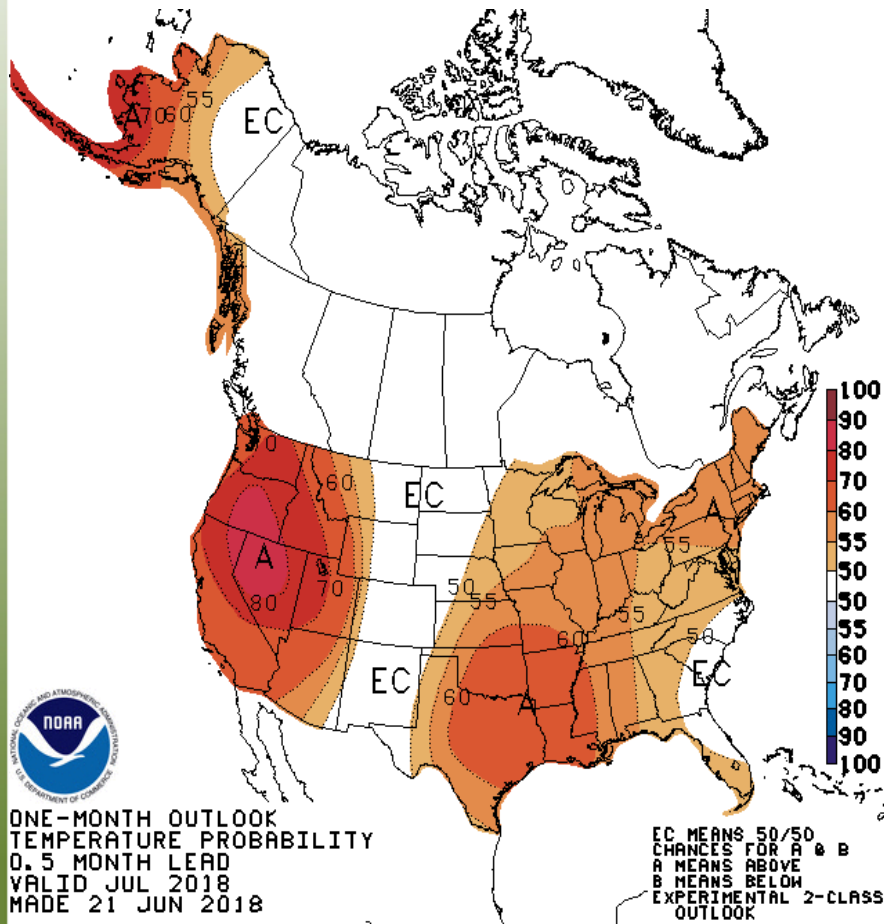 55
A 70 60
EC
70
60
EC
A
A
55
50
70
55
80
55
60
50
EC
EC
60
A
100
90
80
70
60
55
50
50
55
60
70
80
90
100
NATIONAL OCEANIC AND ATMOSPHERIC ADMINISTRATION
NOAA
U.S. DEPARTMENT OF COMMERCE
ONE-MONTH OUTLOOK
TEMPERATURE PROBABILITY
0.5 MONTH LEAD
VALID JUL 2018
MADE 21 JUN 2018
EC MEANS 50/50
CHANCES FOR A & B
A MEANS ABOVE
B MEANS BELOW
EXPERIMENTAL 2-CLASS
OUTLOOK